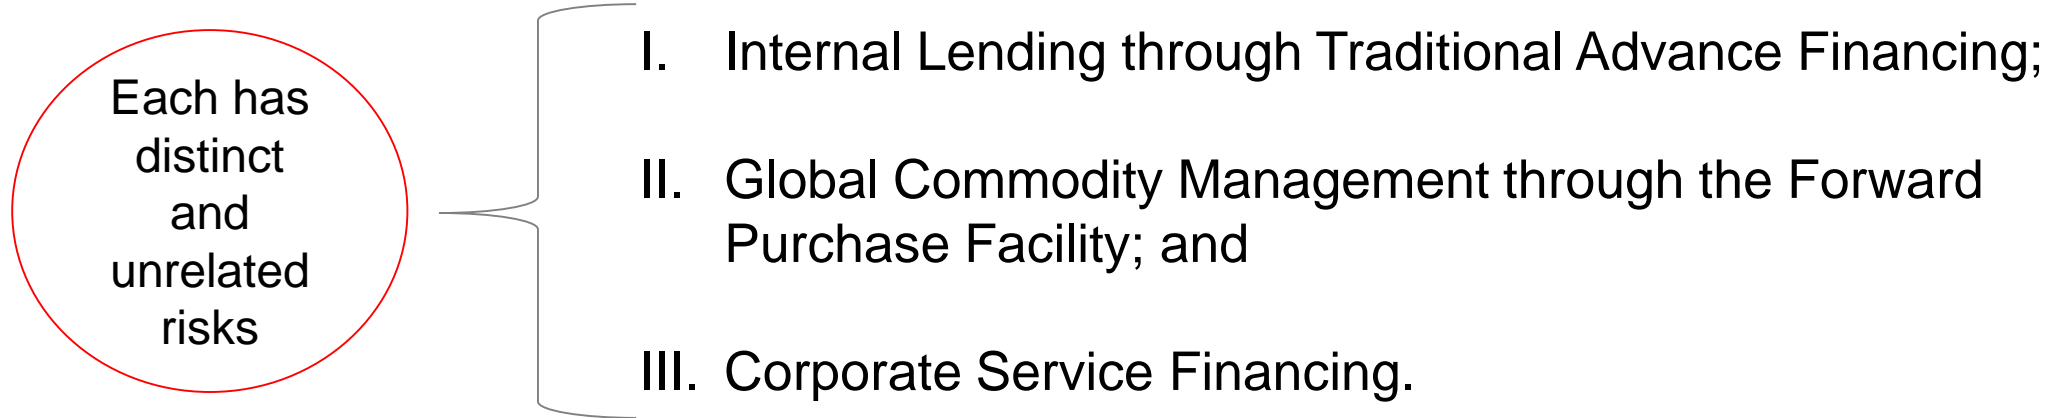 Each has
distinct
and
unrelated
risks
I. Internal Lending through Traditional Advance Financing;
II. Global Commodity Management through the Forward
Purchase Facility; and
III. Corporate Service Financing.